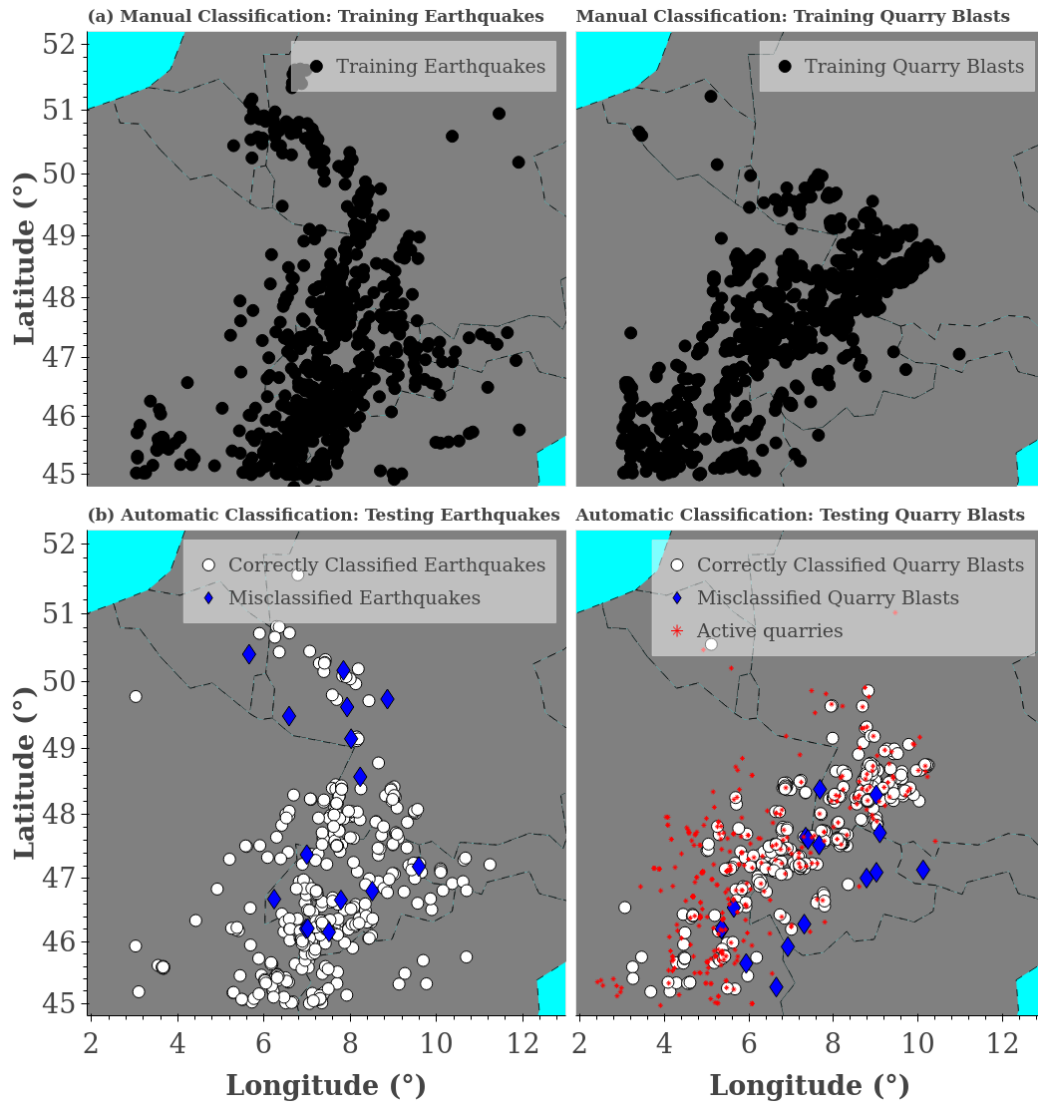 (a) Manual Classification: Training Earthquakes
Manual Classification: Training Quarry Blasts
Training Earthquakes
Training Quarry Blasts
52
51
50
49
48
47
46
45
Latitude (°)
(b) Automatic Classification: Testing Earthquakes
Automatic Classification: Testing Quarry Blasts
Correctly Classified Earthquakes
Misclassified Earthquakes
Correctly Classified Quarry Blasts
Misclassified Quarry Blasts
Active quarries
52
51
50
49
48
47
46
45
Latitude (°)
2 4 6 8 10 12
2 4 6 8 10 12
Longitude (°)
Longitude (°)